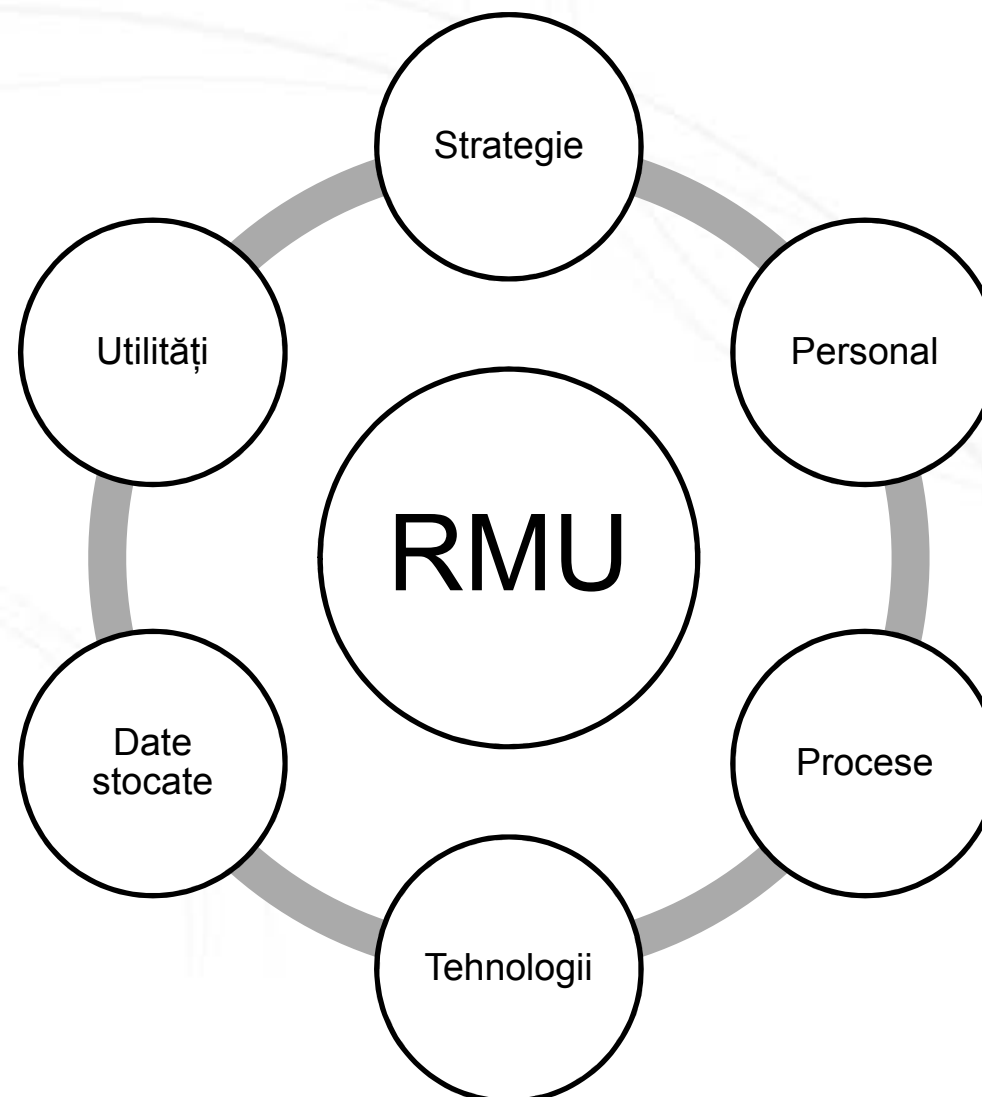 Strategie
Utilități
Personal
RMU
Date
stocate
Procese
Tehnologii